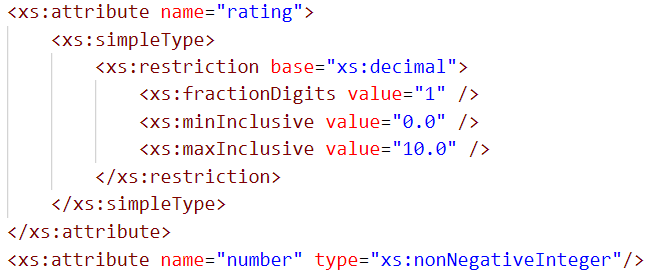 <xs:attribute name="rating">
    <xs:simpleType>
        <xs:restriction base="xs:decimal">
            <xs:fractionDigits value="1" />
            <xs:minInclusive value="0.0" />
            <xs:maxInclusive value="10.0" />
        </xs:restriction>
    </xs:simpleType>
</xs:attribute>
<xs:attribute name="number" type="xs:nonNegativeInteger"/>